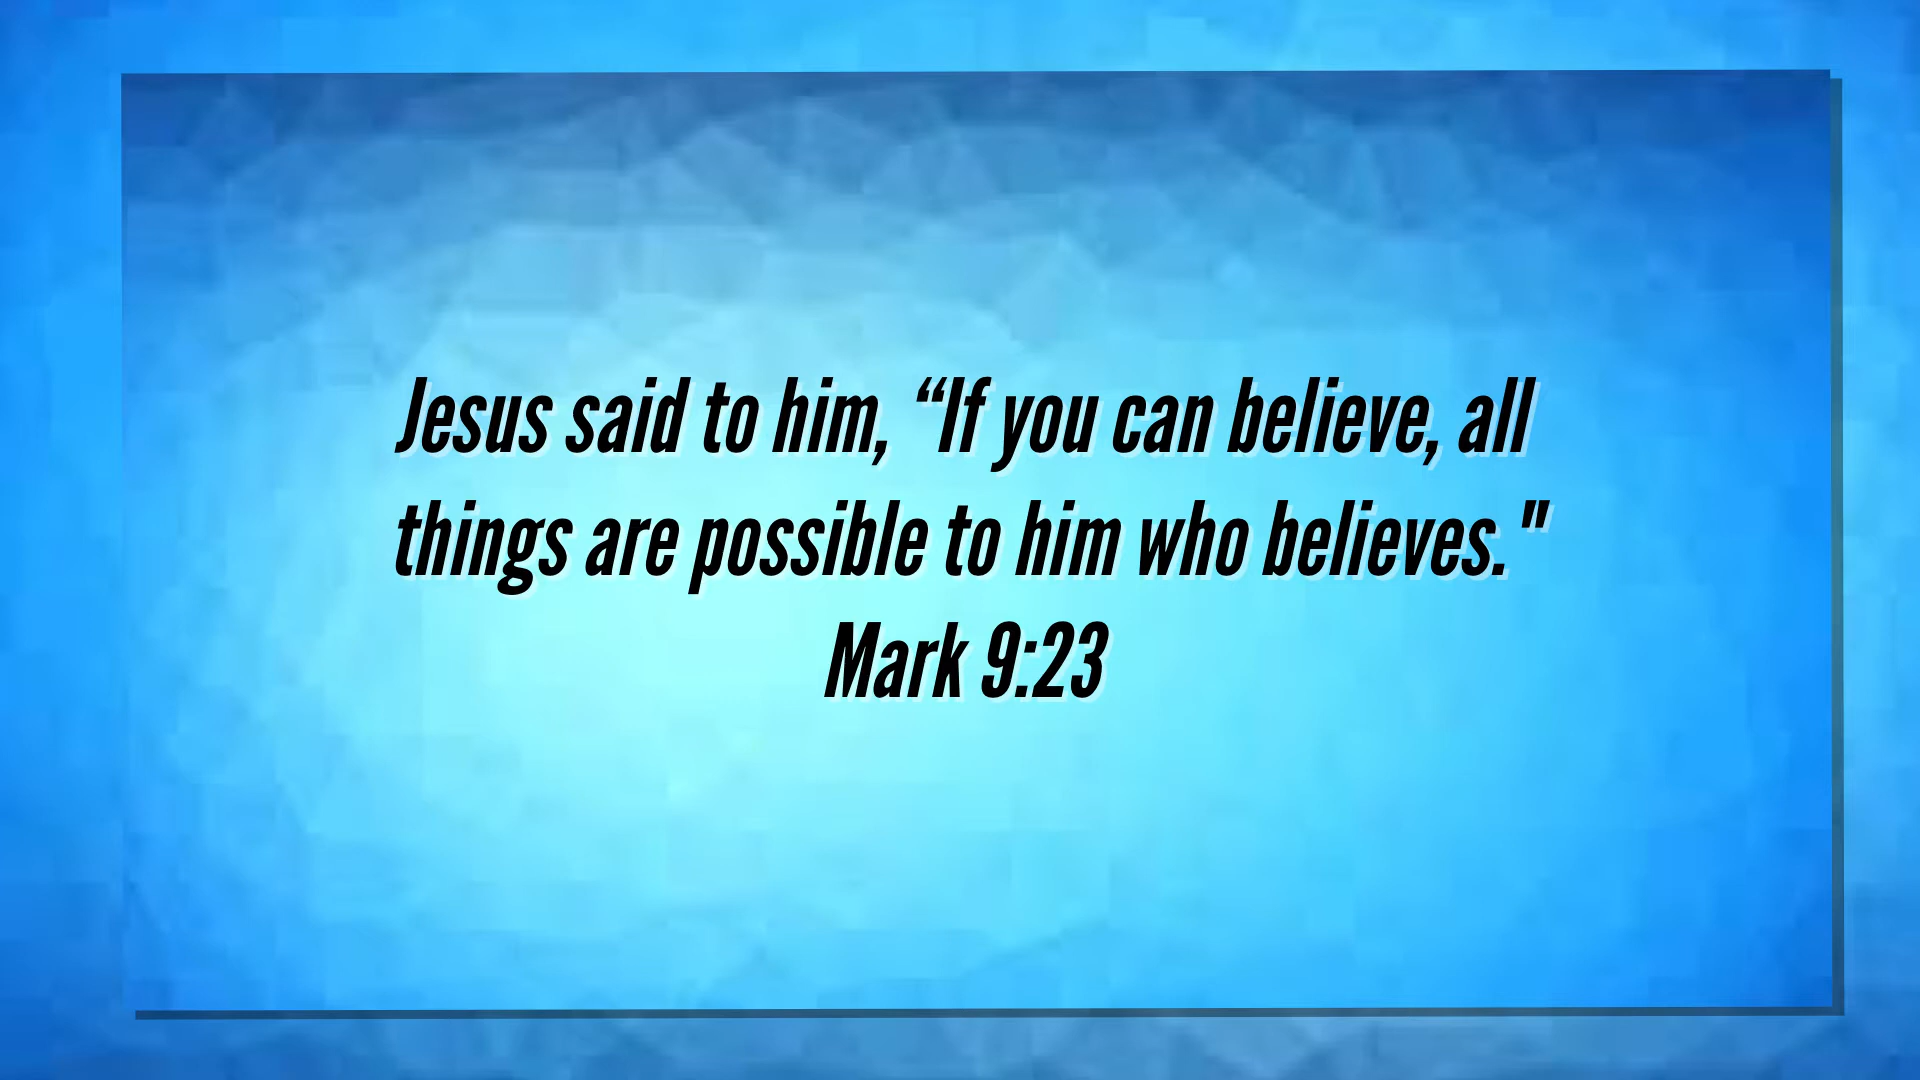 Jesus said to him, “If you can believe, all
things are possible to him who believes."
Mark 9:23